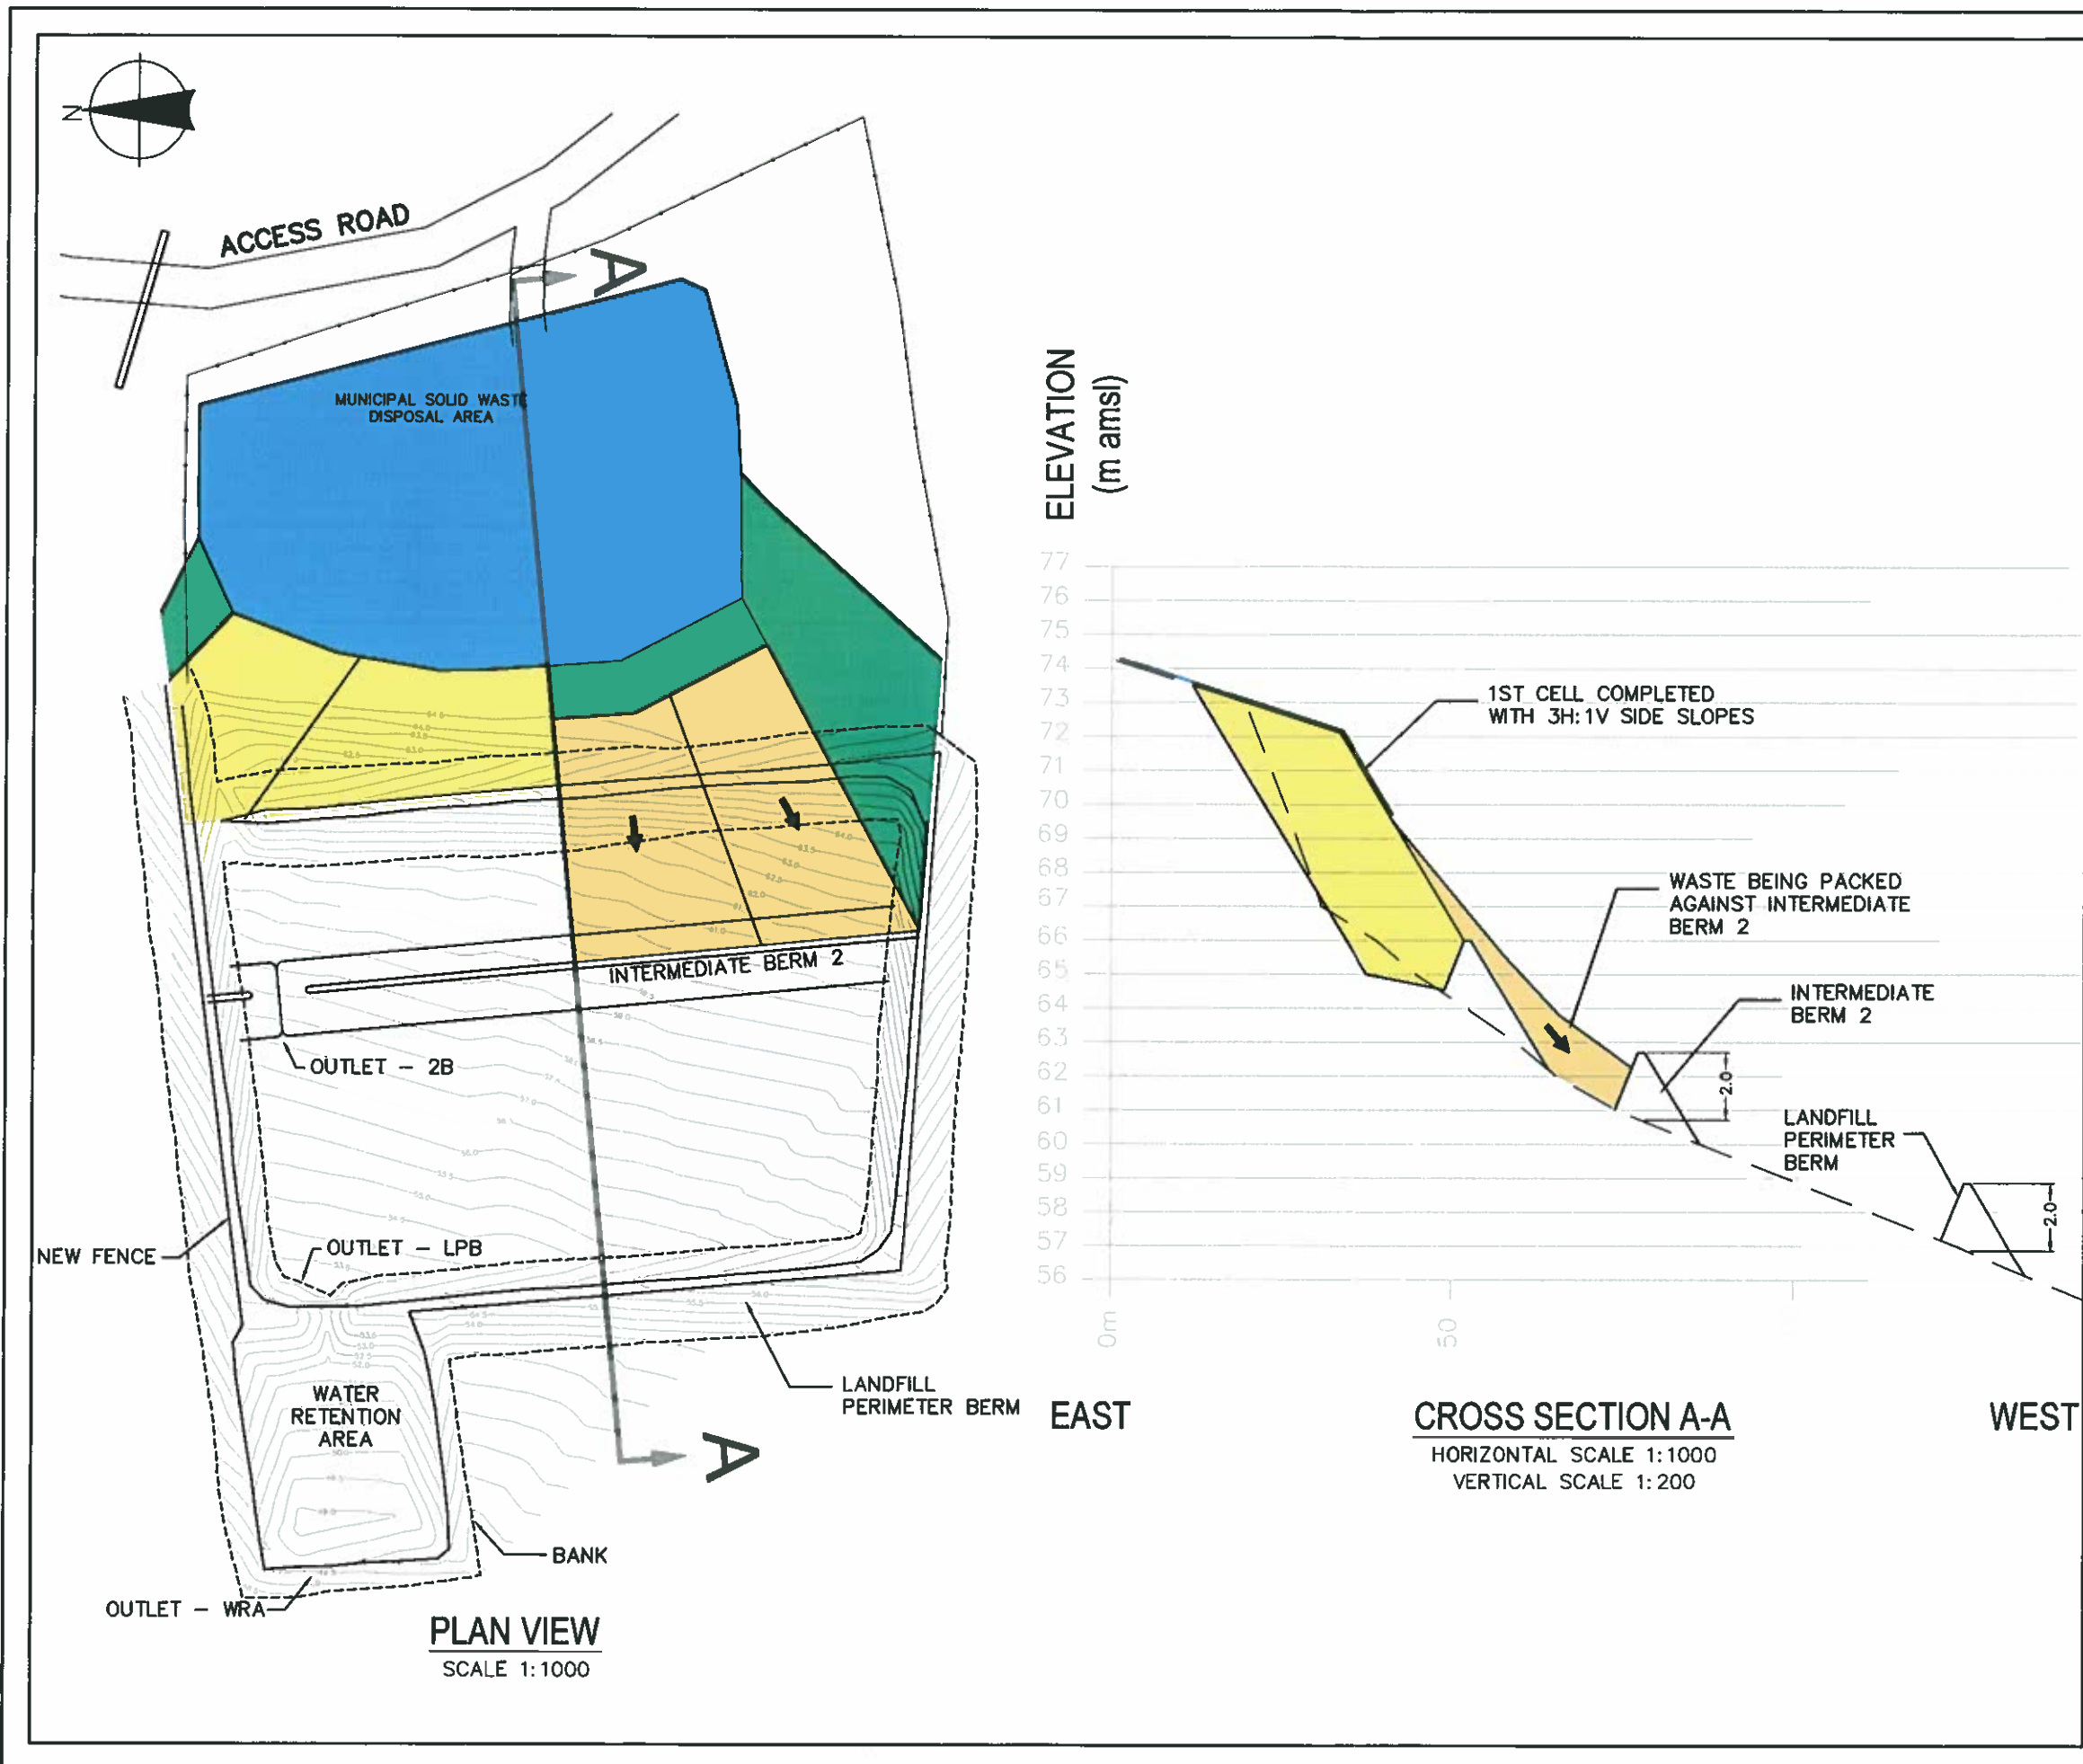 N
ACCESS ROAD
A
MUNICIPAL SOLID WASTE
DISPOSAL AREA
INTERMEDIATE BERM 2
OUTLET - 2B
NEW FENCE
OUTLET - LPB
WATER
RETENTION
AREA
LANDFILL
PERIMETER BERM
A
BANK
OUTLET - WRA
PLAN VIEW
SCALE 1:1000
ELEVATION
(m amsl)
77
76
75
74
73
72
71
70
69
68
67
66
65
64
63
62
61
60
59
58
57
56
0m
50
1ST CELL COMPLETED
WITH 3H:1V SIDE SLOPES
WASTE BEING PACKED
AGAINST INTERMEDIATE
BERM 2
INTERMEDIATE
BERM 2
2.0
LANDFILL
PERIMETER
BERM
2.0
EAST
CROSS SECTION A-A
WEST
HORIZONTAL SCALE 1:1000
VERTICAL SCALE 1:200